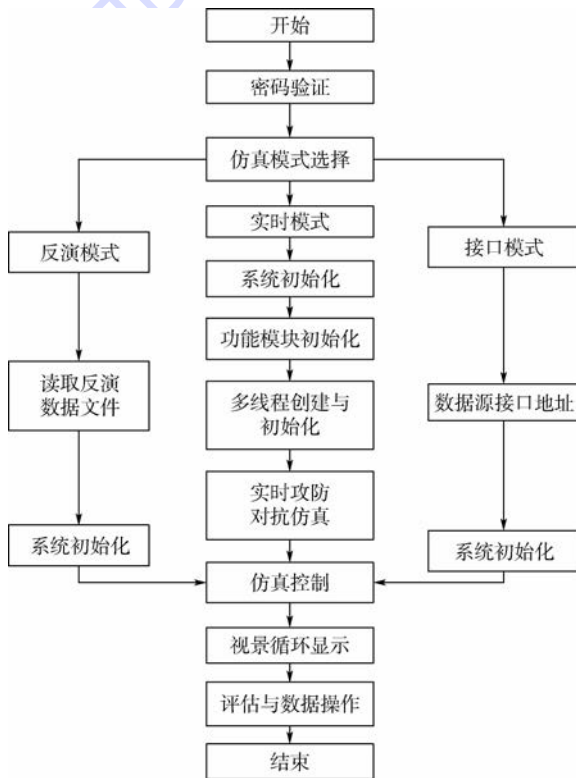 开始
密码验证
仿真模式选择
实时模式
反演模式
接口模式
系统初始化
功能模块初始化
读取反演
数据文件
多线程创建与
初始化
数据源接口地址
实时攻防
对抗仿真
系统初始化
系统初始化
仿真控制
视景循环显示
评估与数据操作
结束